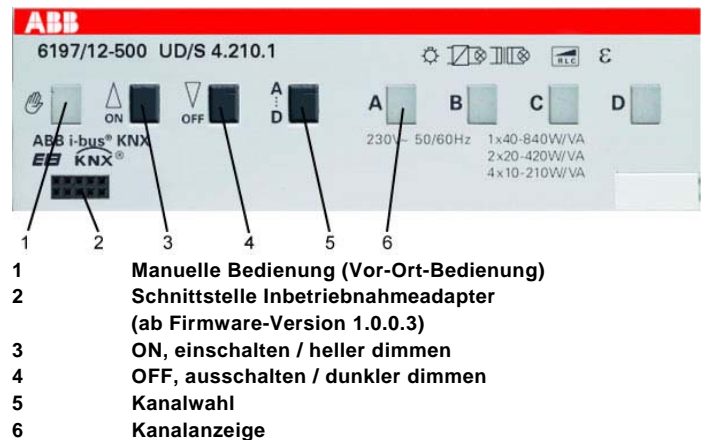 ABB
6197/12-500 UD/S 4.210.1
RLC ε
ON OFF A D A B C D
230V~ 50/60Hz 1x40-840W/VA
2x20-420W/VA
4x10-210W/VA
ABB i-bus® KNX
KNX®
1 2 3 4 5 6
1 Manuelle Bedienung (Vor-Ort-Bedienung)
2 Schnittstelle Inbetriebnahmeadapter
(ab Firmware-Version 1.0.0.3)
3 ON, einschalten / heller dimmen
4 OFF, ausschalten / dunkler dimmen
5 Kanalwahl
6 Kanalanzeige